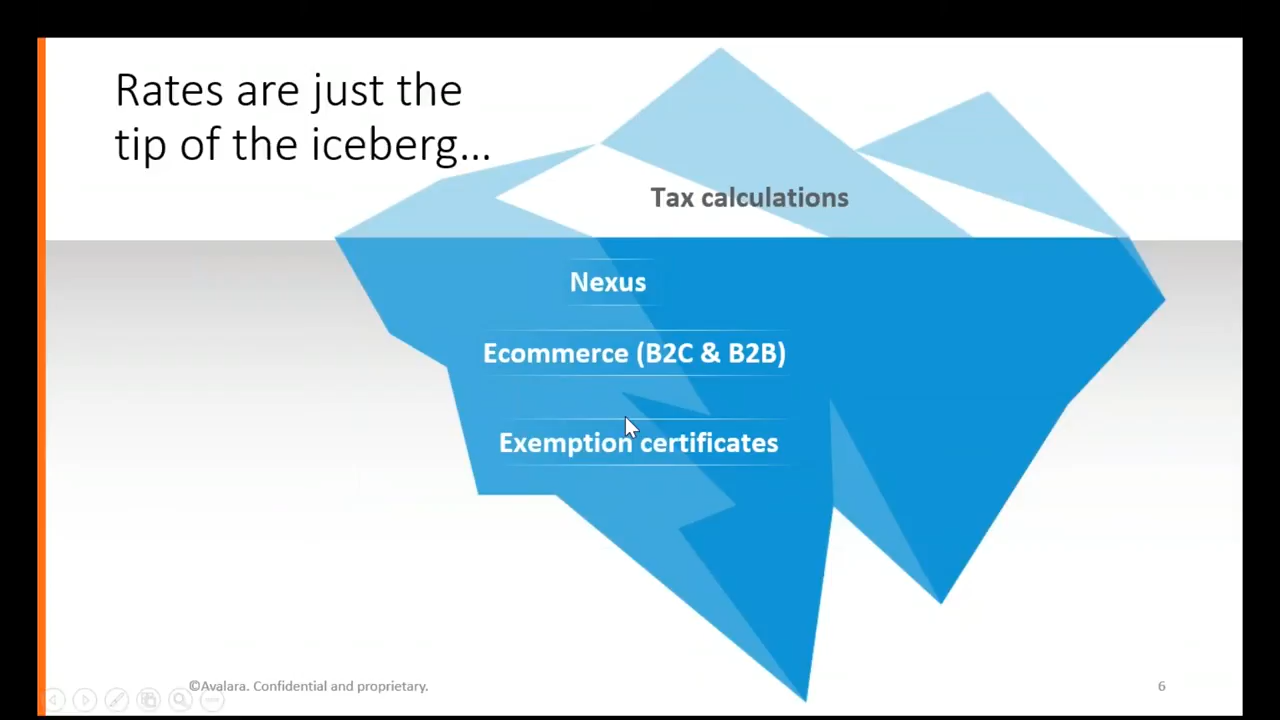 Rates are just the
tip of the iceberg...
Tax calculations
Nexus
Ecommerce (B2C & B2B)
Exemption certificates
©Avalara. Confidential and proprietary.
6